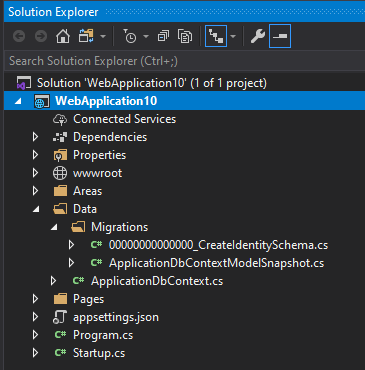 Solution Explorer
Search Solution Explorer (Ctrl+;)
Solution 'WebApplication10' (1 of 1 project)
WebApplication10
Connected Services
Dependencies
Properties
wwwroot
Areas
Data
Migrations
C# 00000000000000_CreateIdentitySchema.cs
C# ApplicationDbContextModelSnapshot.cs
C# ApplicationDbContext.cs
Pages
appsettings.json
C# Program.cs
C# Startup.cs